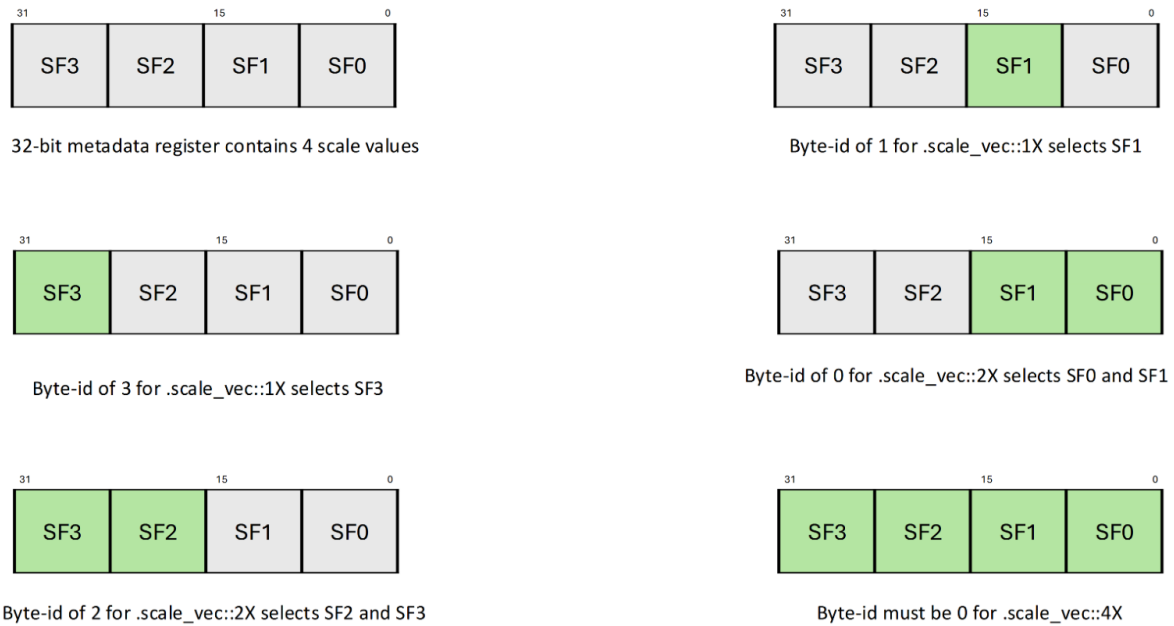 31 15 0
SF3 SF2 SF1 SF0
32-bit metadata register contains 4 scale values
31 15 0
SF3 SF2 SF1 SF0
Byte-id of 1 for .scale_vec::1X selects SF1
31 15 0
SF3 SF2 SF1 SF0
Byte-id of 3 for .scale_vec::1X selects SF3
31 15 0
SF3 SF2 SF1 SF0
Byte-id of 0 for .scale_vec::2X selects SF0 and SF1
31 15 0
SF3 SF2 SF1 SF0
Byte-id of 2 for .scale_vec::2X selects SF2 and SF3
31 15 0
SF3 SF2 SF1 SF0
Byte-id must be 0 for .scale_vec::4X